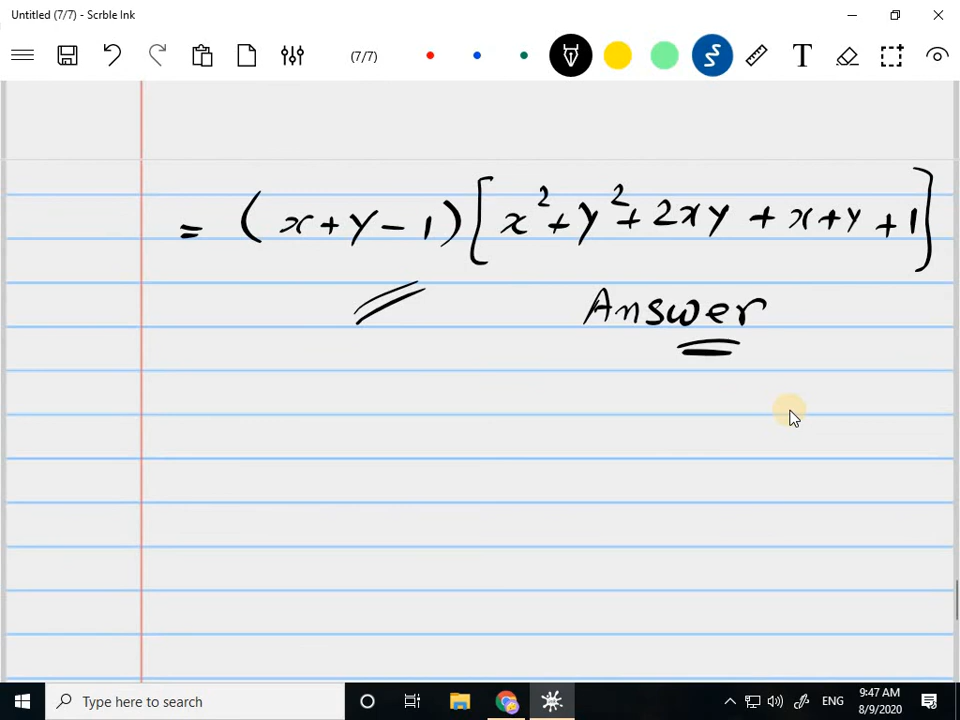 Untitled (7/7) - Scrble Ink
(7/7)
T
= (x+y-1)[x²+y²+2xy+x+y+1]
Answer
Type here to search
ENG
9:47 AM
8/9/2020